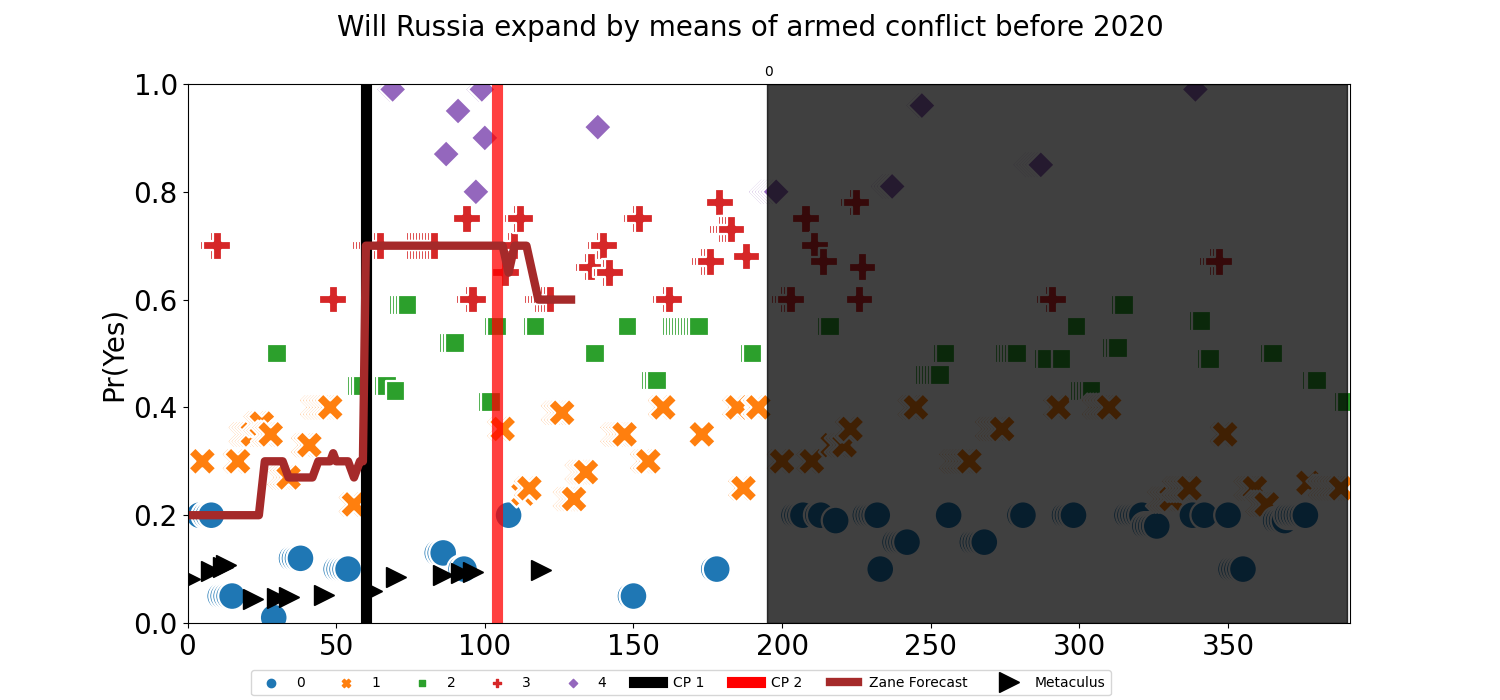 Will Russia expand by means of armed conflict before 2020
0
1.0
0.8
0.6
0.4
0.2
0.0
Pr(Yes)
0 50 100 150 200 250 300 350
0 1 2 3 4 CP 1 CP 2 Zane Forecast Metaculus